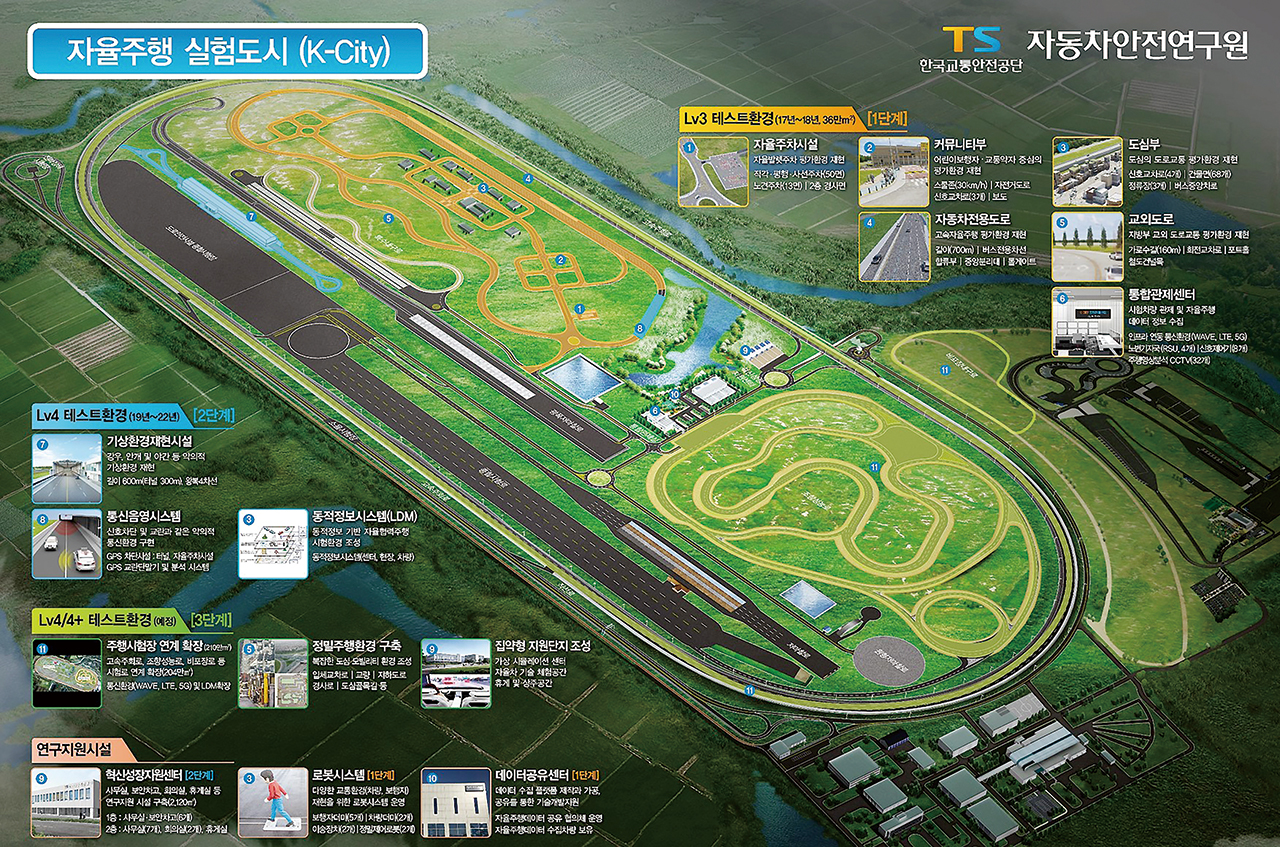 자율주행 실험도시 (K-City)
TS
한국교통안전공단
자동차안전연구원
Lv3 테스트환경(17년~18년, 36만㎡) [1단계]
1
자율주차시설
자율발렛주차 평가환경 재현
직각·평행·사선주차(50면)
노건주차(13면) | 2층 경사면
2
커뮤니티부
어린이보행자·교통약자 중심의
평가환경 재현
스쿨존(30km/h) | 자전거도로
신호교차로(3개) | 보도
3
도심부
도심의 도로교통 평가환경 재현
신호교차로(4개) | 건물면(68개)
정류장(3개) | 버스중앙차로
4
자동차전용도로
고속자율주행 평가환경 재현
길이(700m) | 버스전용차선
합류부 | 중앙분리대 | 톨게이트
5
교외도로
지방부 교외 도로교통 평가환경 재현
가로수길(160m) | 회전교차로 | 포트홀
철도건널목
6
통합관제센터
시험차량 관제 및 자율주행
데이터 정보 수집
인프라 연동 통신환경(WAVE, LTE, 5G)
노변기지국(RSU, 4개) | 신호제어기(8개)
주행영상분석 CCTV(32개)
Lv4 테스트환경(19년~22년) [2단계]
7
기상환경재현시설
강우, 안개 및 야간 등 악의적
기상환경 재현
길이 600m(터널 300m), 왕복4차선
8
통신음영시스템
신호차단 및 교란과 같은 악의적
통신환경 구현
GPS 차단시설 : 터널, 자율주차시설
GPS 교란단말기 및 분석 시스템
3
동적정보시스템(LDM)
동적정보 기반 자율협력주행
시험환경 조성
동적정보시스템(센터, 현장, 차량)
Lv4/4+ 테스트환경(예정) [3단계]
11
주행시험장 연계 확장(210만㎡)
고속주회로, 조향성능로, 비포장로 등
시험로 연계 확장(204만㎡)
통신환경(WAVE, LTE, 5G) 및 LDM확장
5
정밀주행환경 구축
복잡한 도심·모빌리티 환경 조성
입체교차로 | 교량 | 지하도로
경사로 | 도심골목길 등
9
집약형 지원단지 조성
가상 시뮬레이션 센터
자율차 기술 체험공간
휴게 및 상주공간
연구지원시설
9
혁신성장지원센터 [2단계]
사무실, 보안차고, 회의실, 휴게실 등
연구지원 시설 구축(2,120㎡)
1층 : 사무실·보안차고(6개)
2층 : 사무실(7개), 회의실(2개), 휴게실
3
로봇시스템 [1단계]
다양한 교통환경(차량, 보행자)
재현을 위한 로봇시스템 운영
보행자더미(5개) | 차량더미(2개)
이송장치(2개) | 정밀제어로봇(2개)
10
데이터공유센터 [1단계]
데이터 수집 플랫폼 제작과 가공,
공유를 통한 기술개발지원
자율주행데이터 공유 협의체 운영
자율주행데이터 수집차량 보유
4
3
5
7
2
1
8
9
10
6
11
11
11